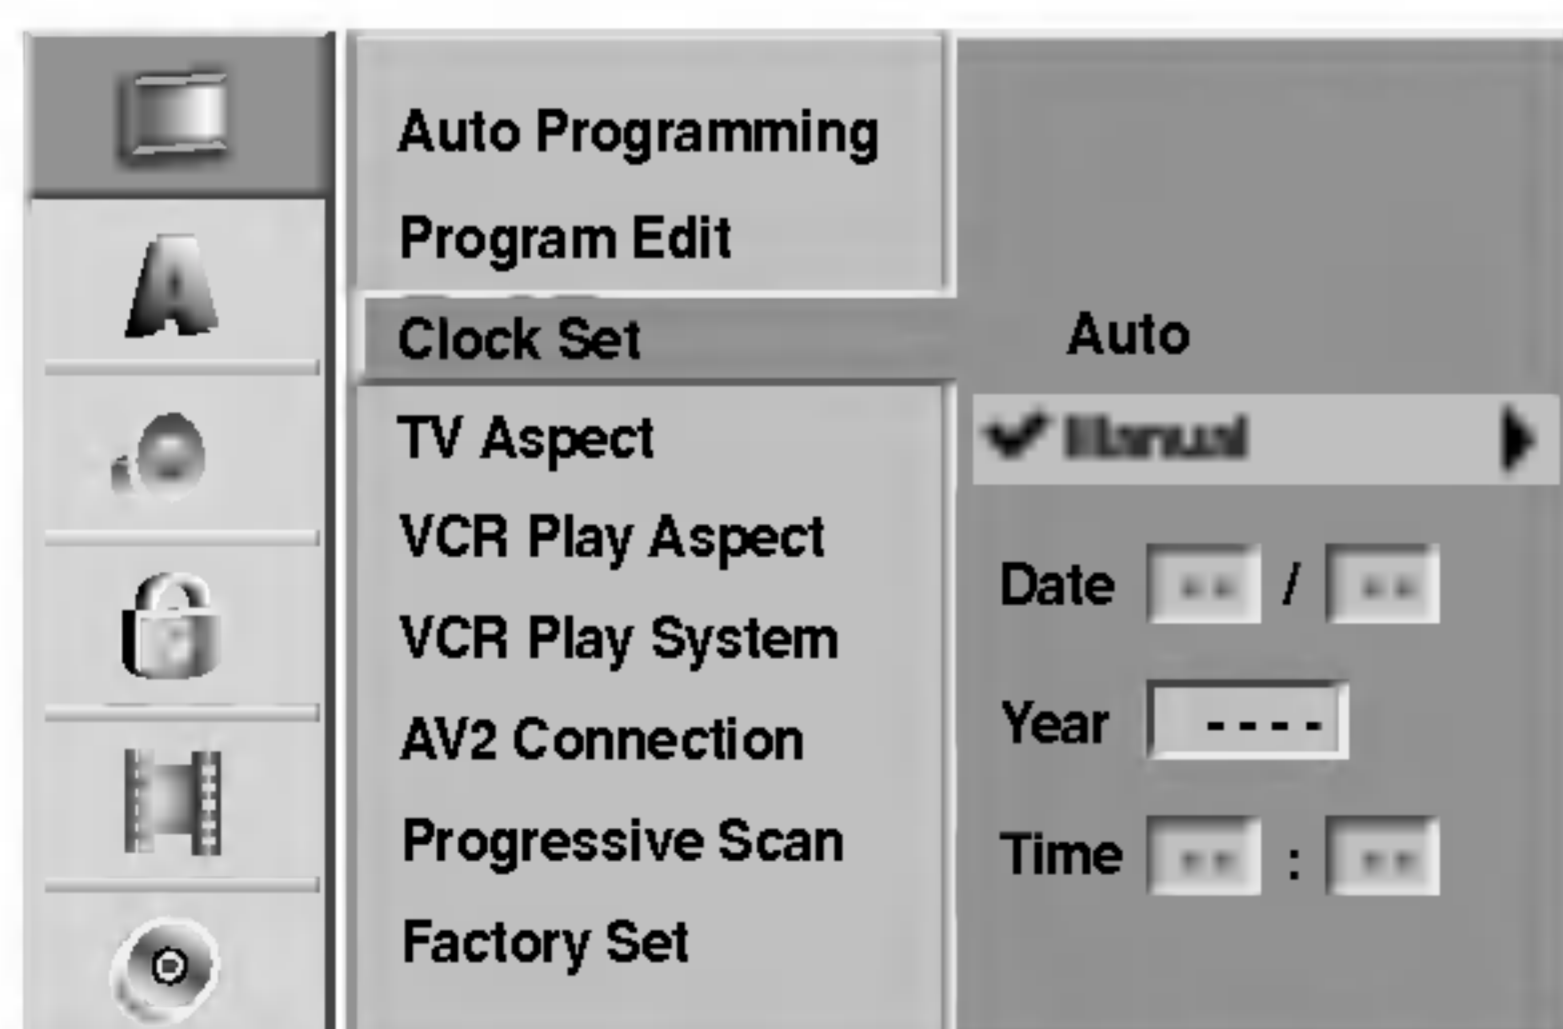 Auto Programming
Program Edit
Clock Set
TV Aspect
VCR Play Aspect
VCR Play System
AV2 Connection
Progressive Scan
Factory Set
Auto
Manual
Date -- / --
Year ----
Time -- : --